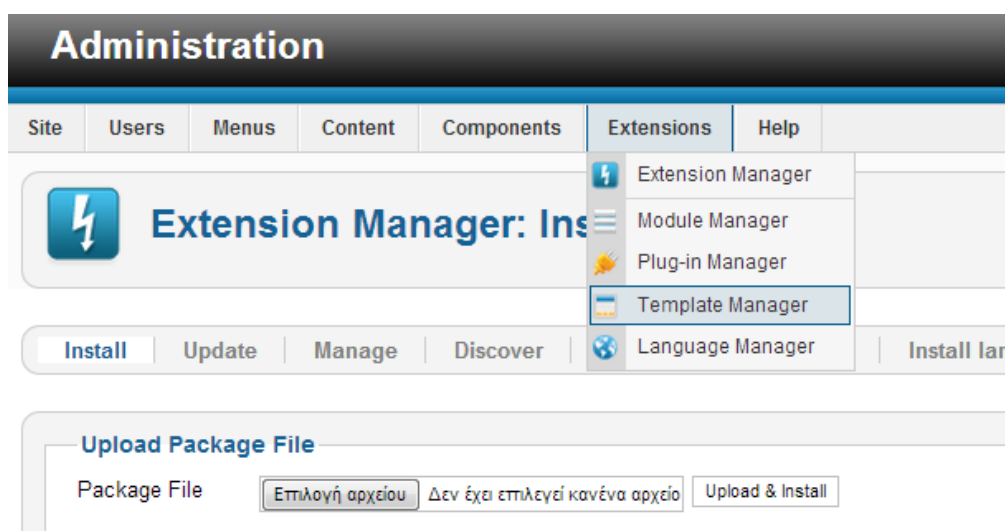 Administration
Site Users Menus Content Components Extensions Help
Extension Manager
Extension Manager: Ins
Module Manager
Plug-in Manager
Template Manager
Install Update Manage Discover
Language Manager
Install lan
Upload Package File
Package File Επιλογή αρχείου Δεν έχει επιλεγεί κανένα αρχείο Upload & Install